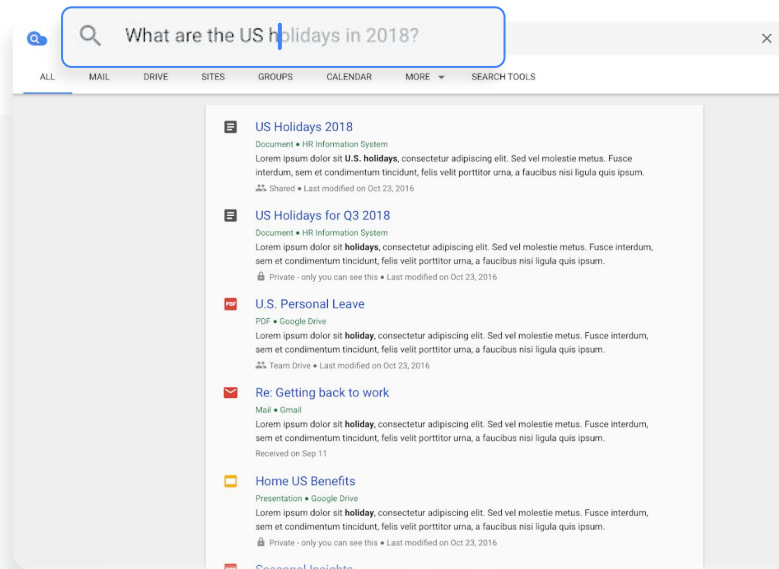 What are the US holidays in 2018?
ALL MAIL DRIVE SITES GROUPS CALENDAR MORE SEARCH TOOLS
US Holidays 2018
Document • HR Information System
Lorem ipsum dolor sit U.S. holidays, consectetur adipiscing elit. Sed vel molestie metus. Fusce
interdum, sem et condimentum tincidunt, felis velit porttitor urna, a faucibus nisi ligula quis ipsum.
Shared • Last modified on Oct 23, 2016
US Holidays for Q3 2018
Document • HR Information System
Lorem ipsum dolor sit holidays, consectetur adipiscing elit. Sed vel molestie metus. Fusce interdum,
sem et condimentum tincidunt, felis velit porttitor urna, a faucibus nisi ligula quis ipsum.
Private - only you can see this • Last modified on Oct 23, 2016
PDF U.S. Personal Leave
PDF • Google Drive
Lorem ipsum dolor sit holiday, consectetur adipiscing elit. Sed vel molestie metus. Fusce interdum,
sem et condimentum tincidunt, felis velit porttitor urna, a faucibus nisi ligula quis ipsum.
Team Drive • Last modified on Oct 23, 2016
Re: Getting back to work
Mail • Gmail
Lorem ipsum dolor sit holiday, consectetur adipiscing elit. Sed vel molestie metus. Fusce interdum,
sem et condimentum tincidunt, felis velit porttitor urna, a faucibus nisi ligula quis ipsum.
Received on Sep 11
Home US Benefits
Presentation • Google Drive
Lorem ipsum dolor sit holiday, consectetur adipiscing elit. Sed vel molestie metus. Fusce interdum,
sem et condimentum tincidunt, felis velit porttitor urna, a faucibus nisi ligula quis ipsum.
Private - only you can see this • Last modified on Oct 23, 2016
Seasonal Insights